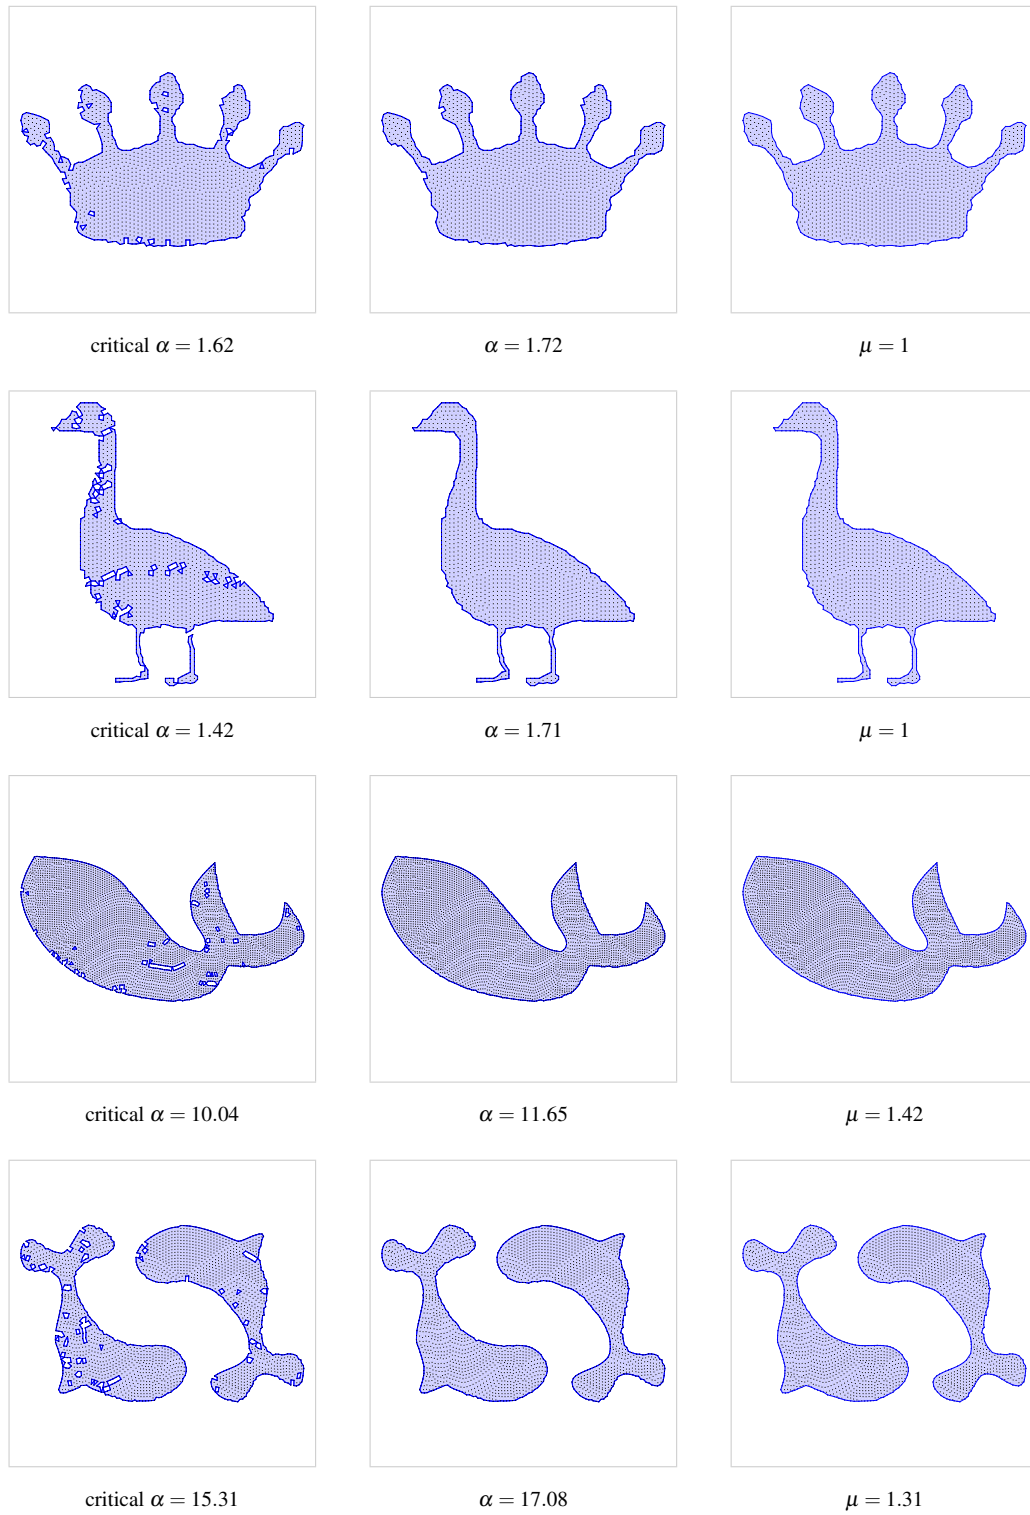 critical α = 1.62
α = 1.72
μ = 1
critical α = 1.42
α = 1.71
μ = 1
critical α = 10.04
α = 11.65
μ = 1.42
critical α = 15.31
α = 17.08
μ = 1.31